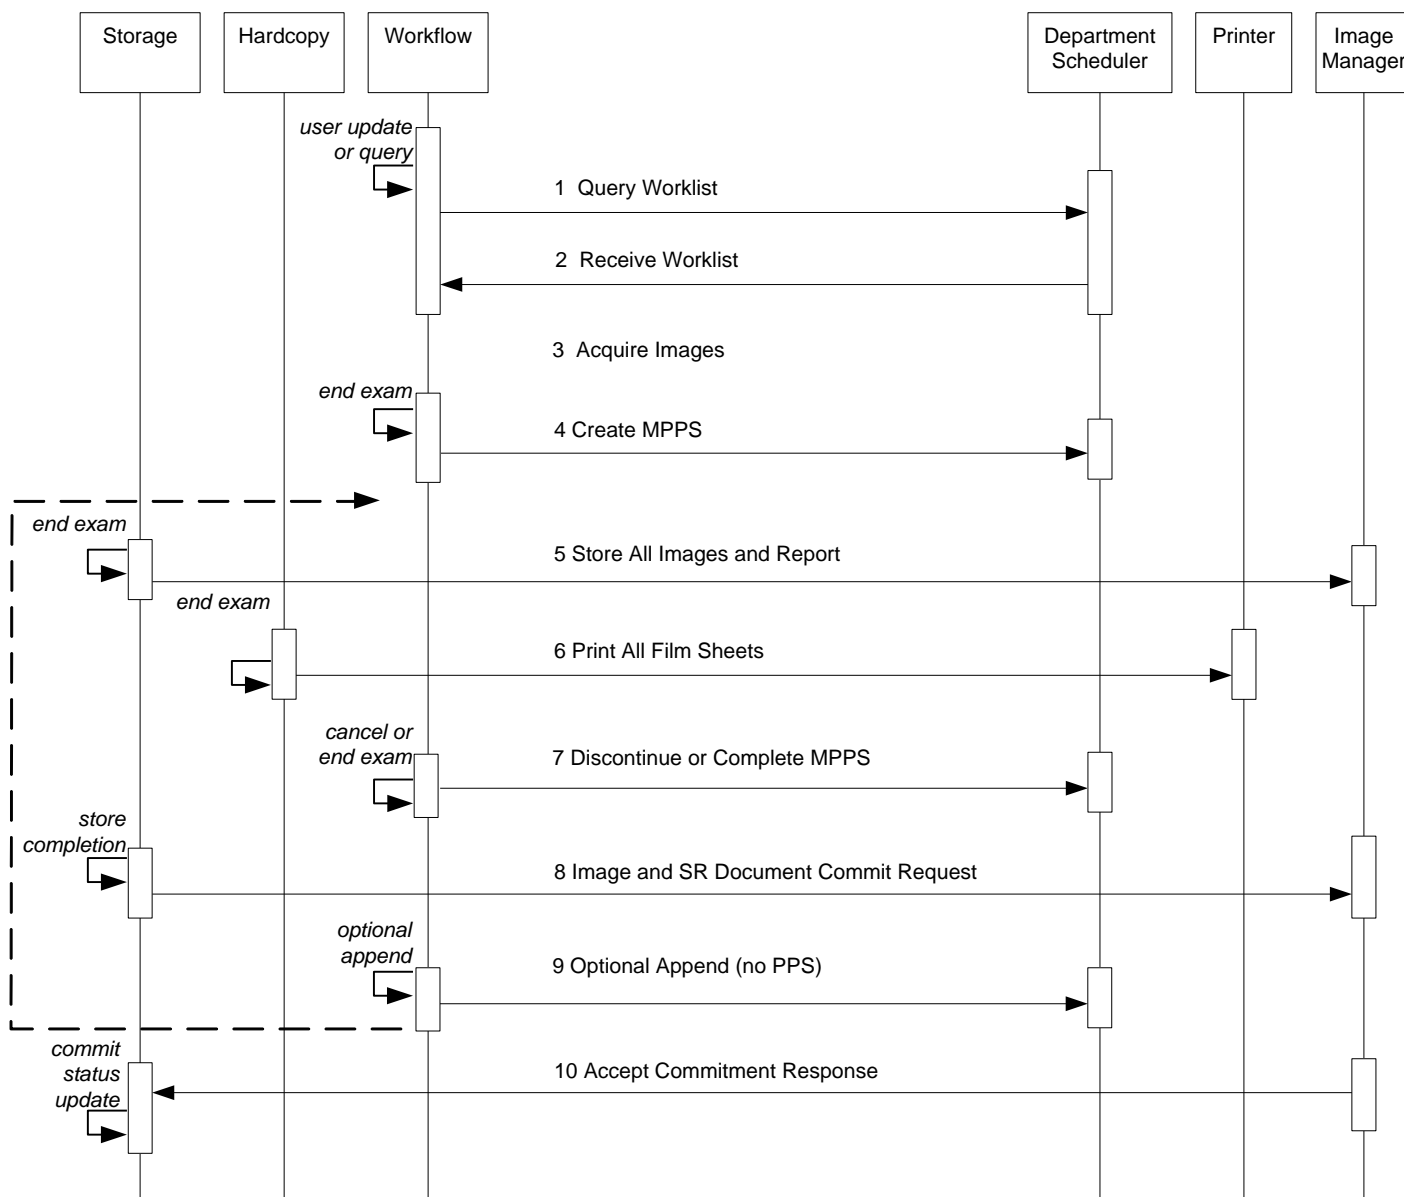 Storage
Hardcopy
Workflow
Department
Scheduler
Printer
Image
Manager
user update
or query
1 Query Worklist
2 Receive Worklist
3 Acquire Images
end exam
4 Create MPPS
end exam
5 Store All Images and Report
end exam
6 Print All Film Sheets
cancel or
end exam
7 Discontinue or Complete MPPS
store
completion
8 Image and SR Document Commit Request
optional
append
9 Optional Append (no PPS)
commit
status
update
10 Accept Commitment Response